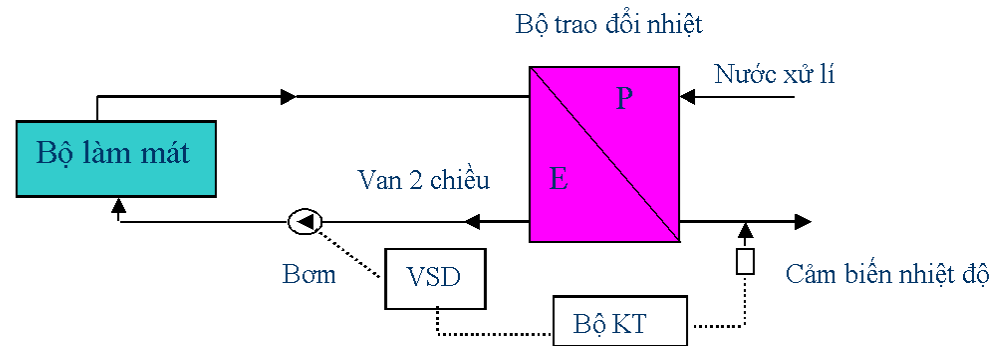 Bộ trao đổi nhiệt
Nước xử lí
P
Bộ làm mát
Van 2 chiều
E
Bơm
VSD
Cảm biến nhiệt độ
Bộ KT